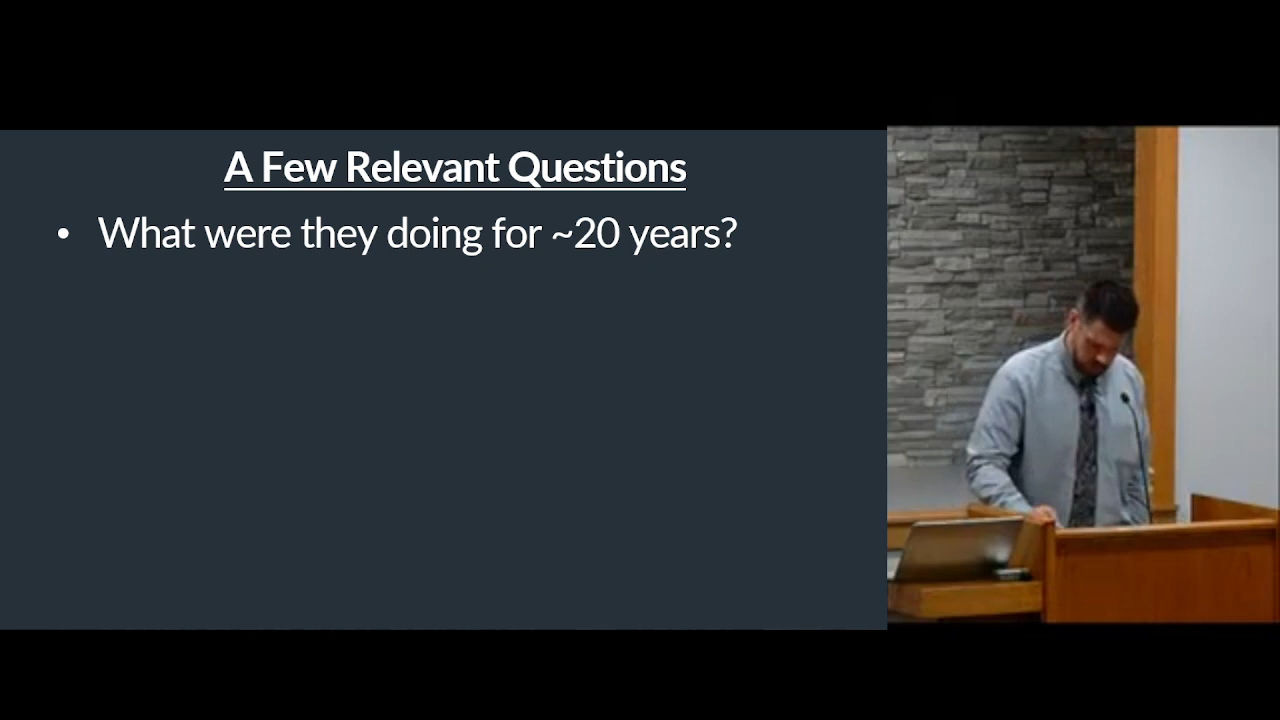 A Few Relevant Questions
• What were they doing for ~20 years?